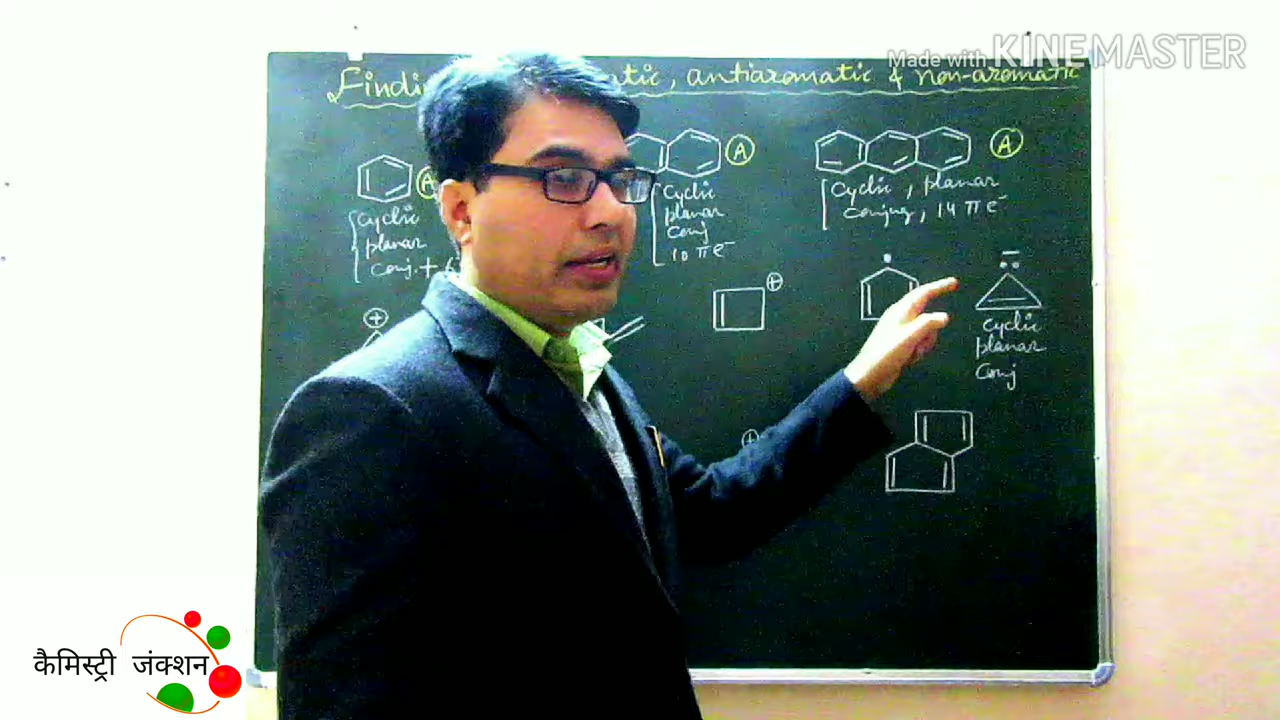 Made with KINEMASTER
atic, antiaromatic & non-aromatic
A
A
A
cyclic
planar
conj. +
cyclic
planar
conj
10 π e⁻
cyclic, planar
conjug, 14 π e⁻
+
+
cyclic
planar
conj
+
कैमिस्ट्री जंक्शन